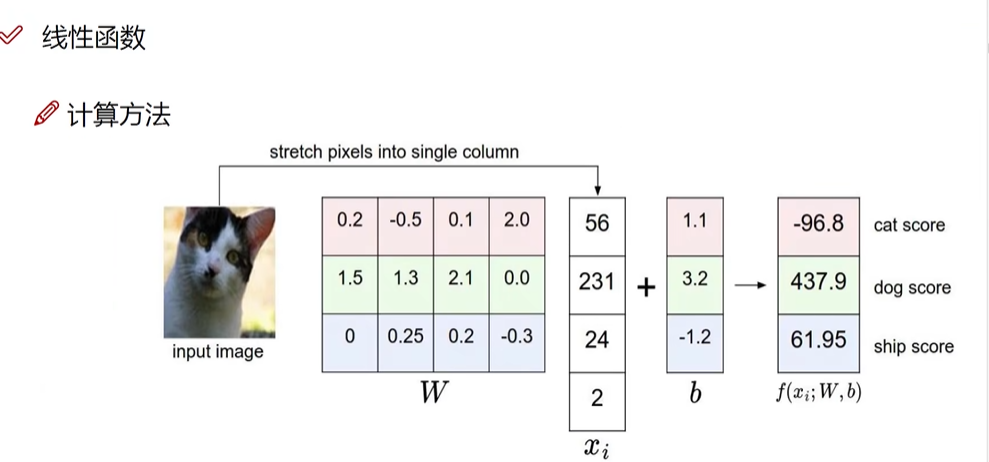 线性函数
计算方法
stretch pixels into single column
0.2 -0.5 0.1 2.0 56 1.1 -96.8 cat score
1.5 1.3 2.1 0.0 231 + 3.2 437.9 dog score
0 0.25 0.2 -0.3 24 -1.2 61.95 ship score
input image
2
W b f(x_i; W, b)
x_i